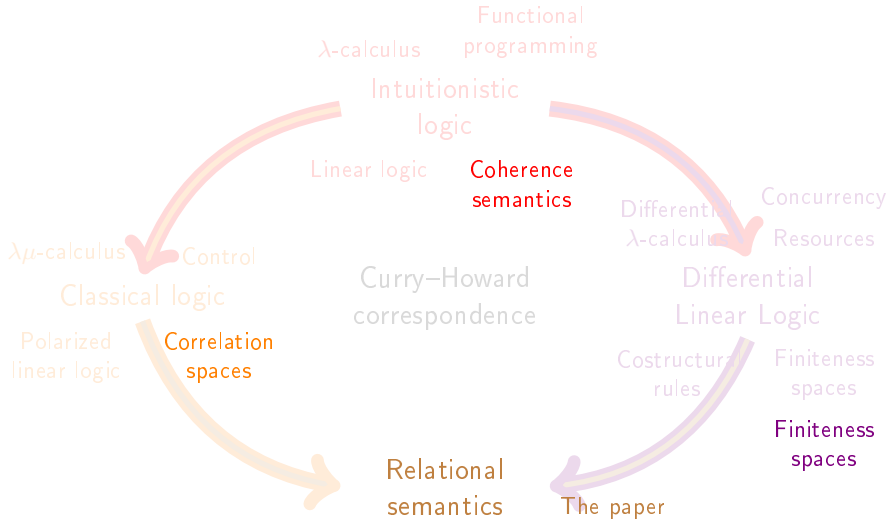 Functional
programming
λ-calculus
Intuitionistic
logic
Linear logic
Coherence
semantics
Differential
λ-calculus
Concurrency
Resources
λμ-calculus
Control
Classical logic
Polarized
linear logic
Correlation
spaces
Curry–Howard
correspondence
Differential
Linear Logic
Costructural
rules
Finiteness
spaces
Finiteness
spaces
Relational
semantics
The paper